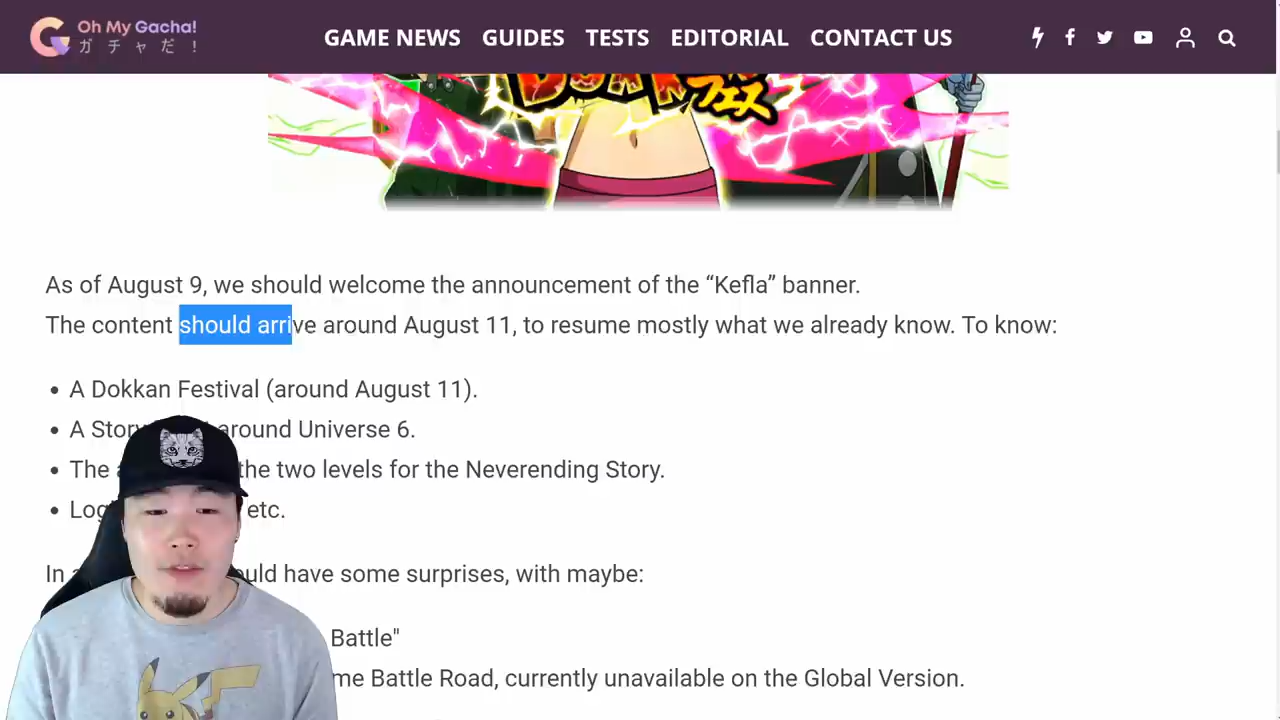 Oh My Gacha!
ガチャだ!
GAME NEWS GUIDES TESTS EDITORIAL CONTACT US
フェス
As of August 9, we should welcome the announcement of the “Kefla” banner.
The content should arrive around August 11, to resume mostly what we already know. To know:
• A Dokkan Festival (around August 11).
• A Story around Universe 6.
• The the two levels for the Neverending Story.
• etc.
In have some surprises, with maybe:
Battle"
Battle Road, currently unavailable on the Global Version.